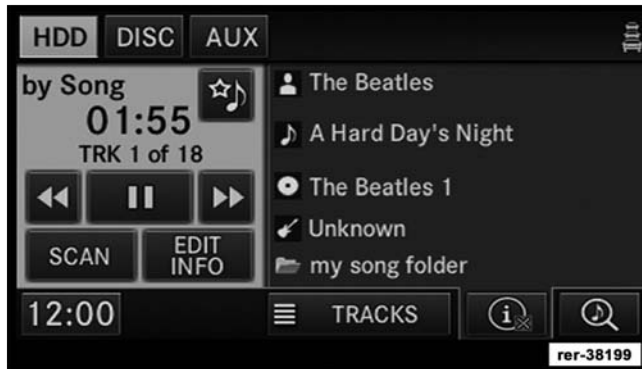 HDD DISC AUX
by Song
01:55
TRK 1 of 18
SCAN
EDIT
INFO
The Beatles
A Hard Day's Night
The Beatles 1
Unknown
my song folder
12:00
TRACKS
rer-38199